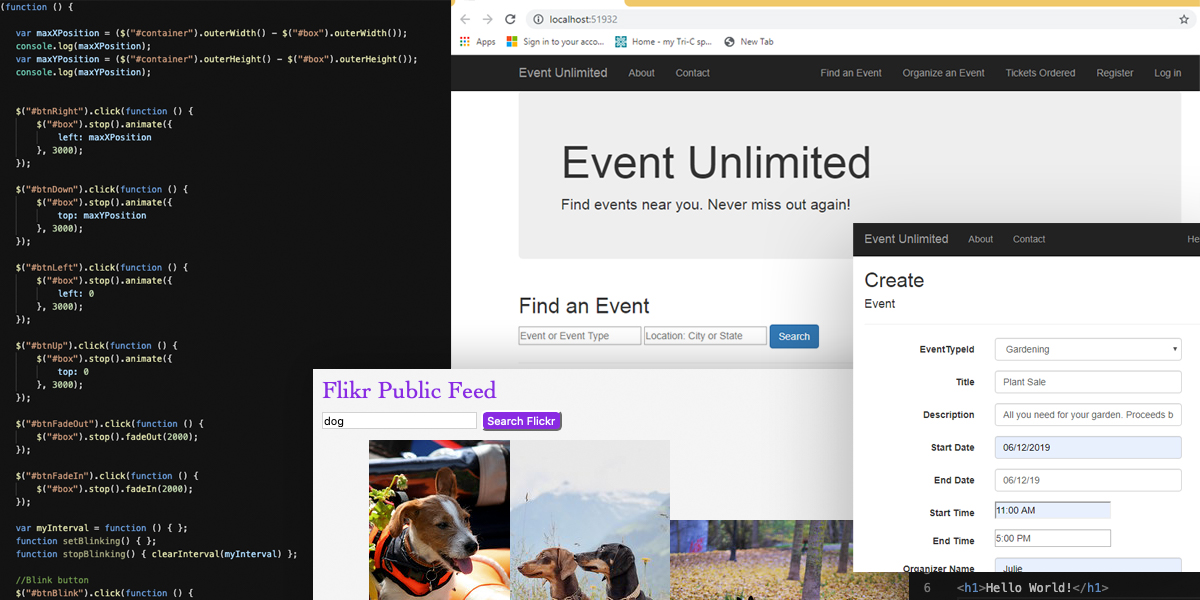 (function () {
var maxXPosition = ($("#container").outerWidth() - $("#box").outerWidth());
console.log(maxXPosition);
var maxYPosition = ($("#container").outerHeight() - $("#box").outerHeight());
console.log(maxYPosition);
$("#btnRight").click(function () {
$("#box").stop().animate({
left: maxXPosition
}, 3000);
});
$("#btnDown").click(function () {
$("#box").stop().animate({
top: maxYPosition
}, 3000);
});
$("#btnLeft").click(function () {
$("#box").stop().animate({
left: 0
}, 3000);
});
$("#btnUp").click(function () {
$("#box").stop().animate({
top: 0
}, 3000);
});
$("#btnFadeOut").click(function () {
$("#box").stop().fadeOut(2000);
});
$("#btnFadeIn").click(function () {
$("#box").stop().fadeIn(2000);
});
var myInterval = function () { };
function setBlinking() { };
function stopBlinking() { clearInterval(myInterval) };
//Blink button
$("#btnBlink").click(function () {
localhost:51932
Apps Sign in to your acco... Home - my Tri-C sp... New Tab
Event Unlimited About Contact Find an Event Organize an Event Tickets Ordered Register Log in
Event Unlimited
Find events near you. Never miss out again!
Find an Event
Event or Event Type Location: City or State Search
Flikr Public Feed
dog Search Flickr
Event Unlimited About Contact He
Create
Event
EventTypeId Gardening
Title Plant Sale
Description All you need for your garden. Proceeds b
Start Date 06/12/2019
End Date 06/12/19
Start Time 11:00 AM
End Time 5:00 PM
Organizer Name Julie
6 <h1>Hello World!</h1>